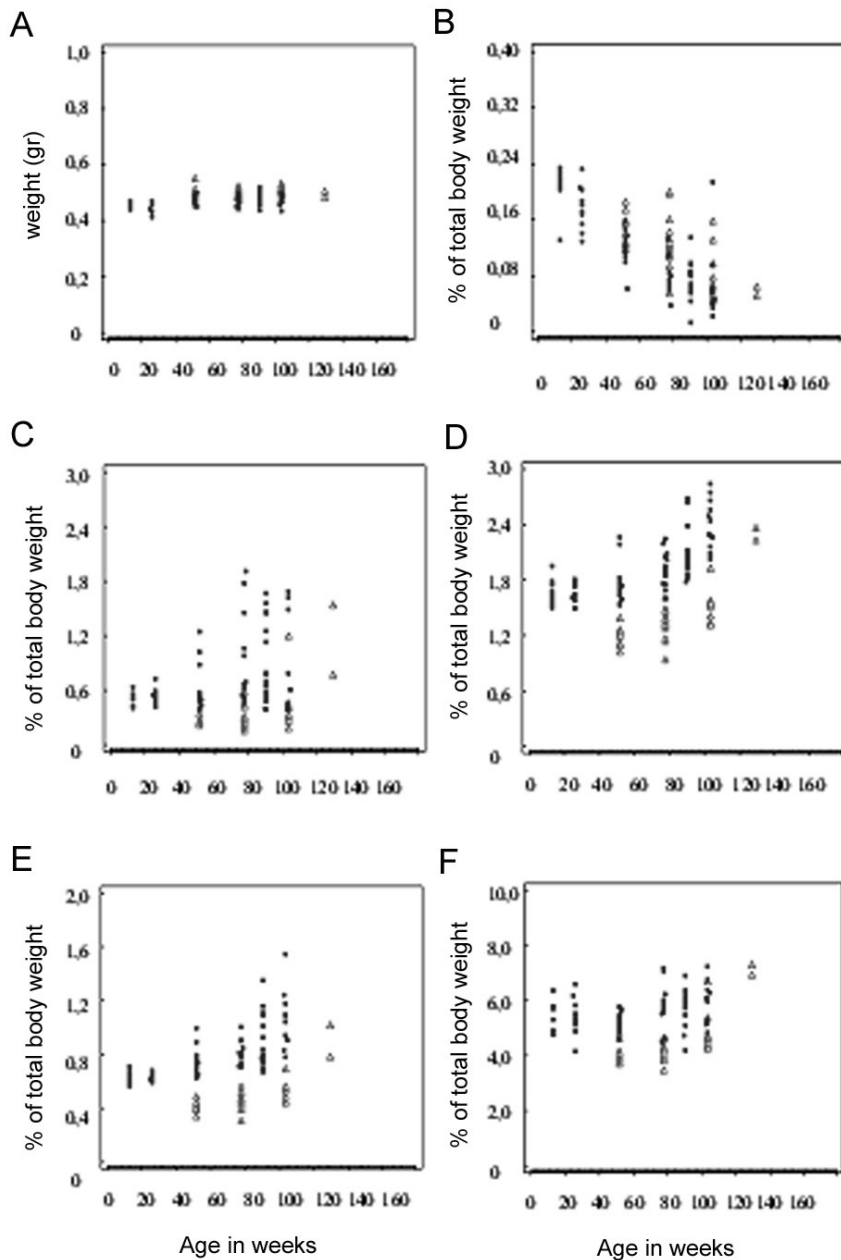 A
weight (gr)
1,0
0,8
0,6
0,4
0,2
0
0 20 40 60 80 100 120 140 160
B
% of total body weight
0,40
0,32
0,24
0,16
0,08
0
0 20 40 60 80 100 120 140 160
C
% of total body weight
3,0
2,4
1,8
1,2
0,6
0
0 20 40 60 80 100 120 140 160
D
% of total body weight
3,0
2,4
1,8
1,2
0,6
0
0 20 40 60 80 100 120 140 160
E
% of total body weight
2,0
1,6
1,2
0,8
0,4
0
0 20 40 60 80 100 120 140 160
Age in weeks
F
% of total body weight
10,0
8,0
6,0
4,0
2,0
0
0 20 40 60 80 100 120 140 160
Age in weeks